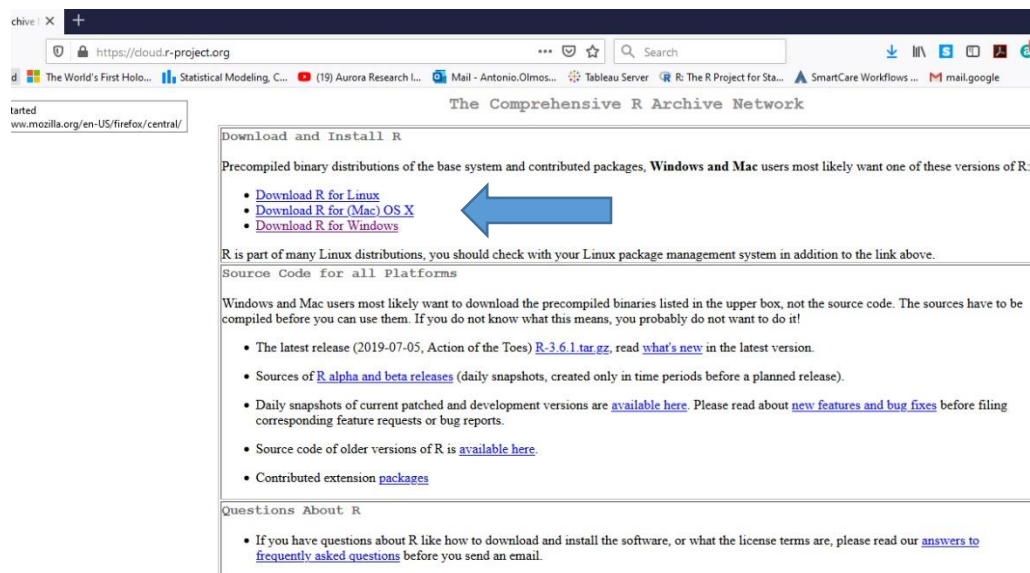 chive
https://cloud.r-project.org
Search
d The World's First Holo... Statistical Modeling, C... (19) Aurora Research I... Mail - Antonio.Olmos... Tableau Server R: The R Project for Sta... SmartCare Workflows ... mail.google
tarted
ww.mozilla.org/en-US/firefox/central/
The Comprehensive R Archive Network
Download and Install R
Precompiled binary distributions of the base system and contributed packages, Windows and Mac users most likely want one of these versions of R:
• Download R for Linux
• Download R for (Mac) OS X
• Download R for Windows
R is part of many Linux distributions, you should check with your Linux package management system in addition to the link above.
Source Code for all Platforms
Windows and Mac users most likely want to download the precompiled binaries listed in the upper box, not the source code. The sources have to be
compiled before you can use them. If you do not know what this means, you probably do not want to do it!
• The latest release (2019-07-05, Action of the Toes) R-3.6.1.tar.gz, read what's new in the latest version.
• Sources of R alpha and beta releases (daily snapshots, created only in time periods before a planned release).
• Daily snapshots of current patched and development versions are available here. Please read about new features and bug fixes before filing
corresponding feature requests or bug reports.
• Source code of older versions of R is available here.
• Contributed extension packages
Questions About R
• If you have questions about R like how to download and install the software, or what the license terms are, please read our answers to
frequently asked questions before you send an email.